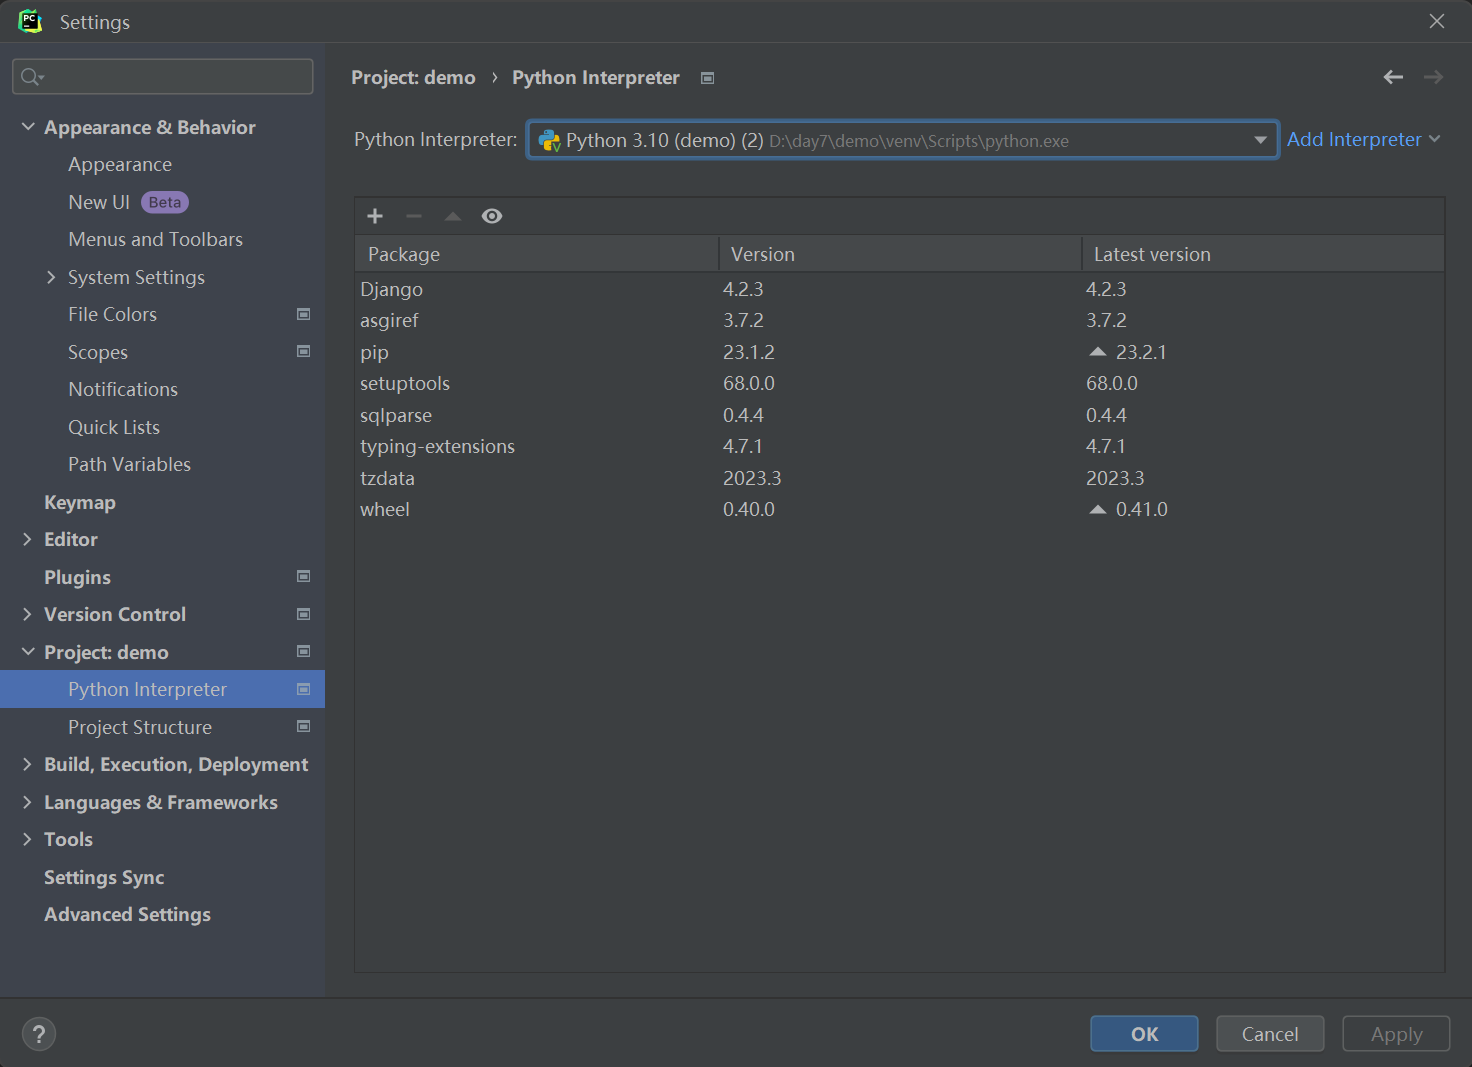 PC
Settings
Project: demo › Python Interpreter
Appearance & Behavior
Python Interpreter: Python 3.10 (demo) (2) D:\day7\demo\venv\Scripts\python.exe Add Interpreter
Appearance
New UI Beta
Menus and Toolbars
System Settings
File Colors
Scopes
Notifications
Quick Lists
Path Variables
Keymap
Editor
Plugins
Version Control
Project: demo
Python Interpreter
Project Structure
Build, Execution, Deployment
Languages & Frameworks
Tools
Settings Sync
Advanced Settings
Package Version Latest version
Django 4.2.3 4.2.3
asgiref 3.7.2 3.7.2
pip 23.1.2 23.2.1
setuptools 68.0.0 68.0.0
sqlparse 0.4.4 0.4.4
typing-extensions 4.7.1 4.7.1
tzdata 2023.3 2023.3
wheel 0.40.0 0.41.0
? OK Cancel Apply